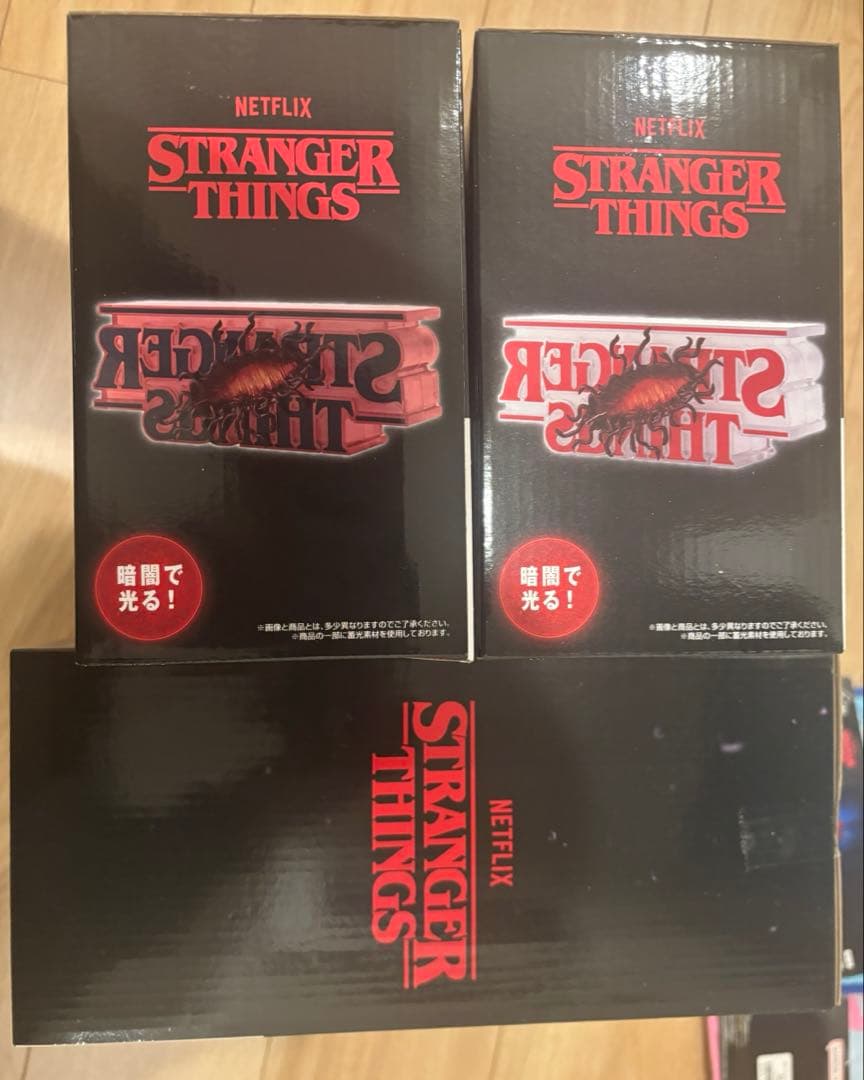 NETFLIX
STRANGER
THINGS
STRANGER
THINGS
暗闇で
光る!
※画像と商品とは、多少異なりますのでご了承ください。
※商品の一部に蓄光素材を使用しております。
NETFLIX
STRANGER
THINGS
STRANGER
THINGS
暗闇で
光る!
※画像と商品とは、多少異なりますのでご了承ください。
※商品の一部に蓄光素材を使用しております。
NETFLIX
STRANGER
THINGS